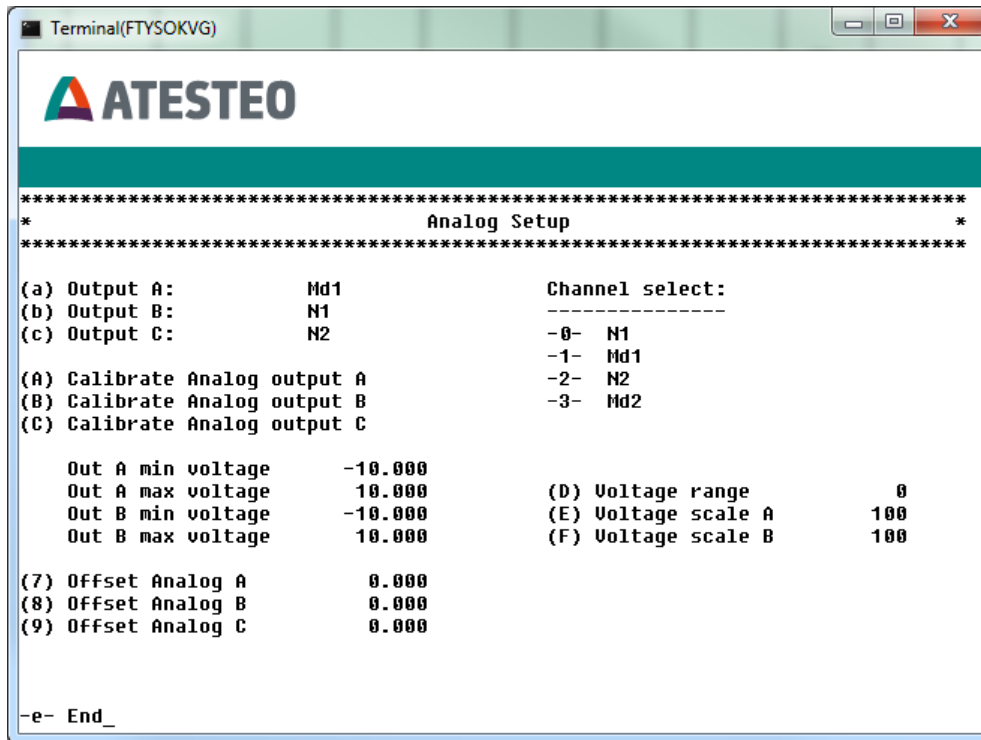 Terminal(FTYSOKVG)
ATESTEO
*******************************************************************************
* Analog Setup *
*******************************************************************************
(a) Output A: Md1 Channel select:
(b) Output B: N1 ---------------
(c) Output C: N2 -0- N1
-1- Md1
(A) Calibrate Analog output A -2- N2
(B) Calibrate Analog output B -3- Md2
(C) Calibrate Analog output C
Out A min voltage -10.000
Out A max voltage 10.000 (D) Voltage range 0
Out B min voltage -10.000 (E) Voltage scale A 100
Out B max voltage 10.000 (F) Voltage scale B 100
(7) Offset Analog A 0.000
(8) Offset Analog B 0.000
(9) Offset Analog C 0.000
-e- End_